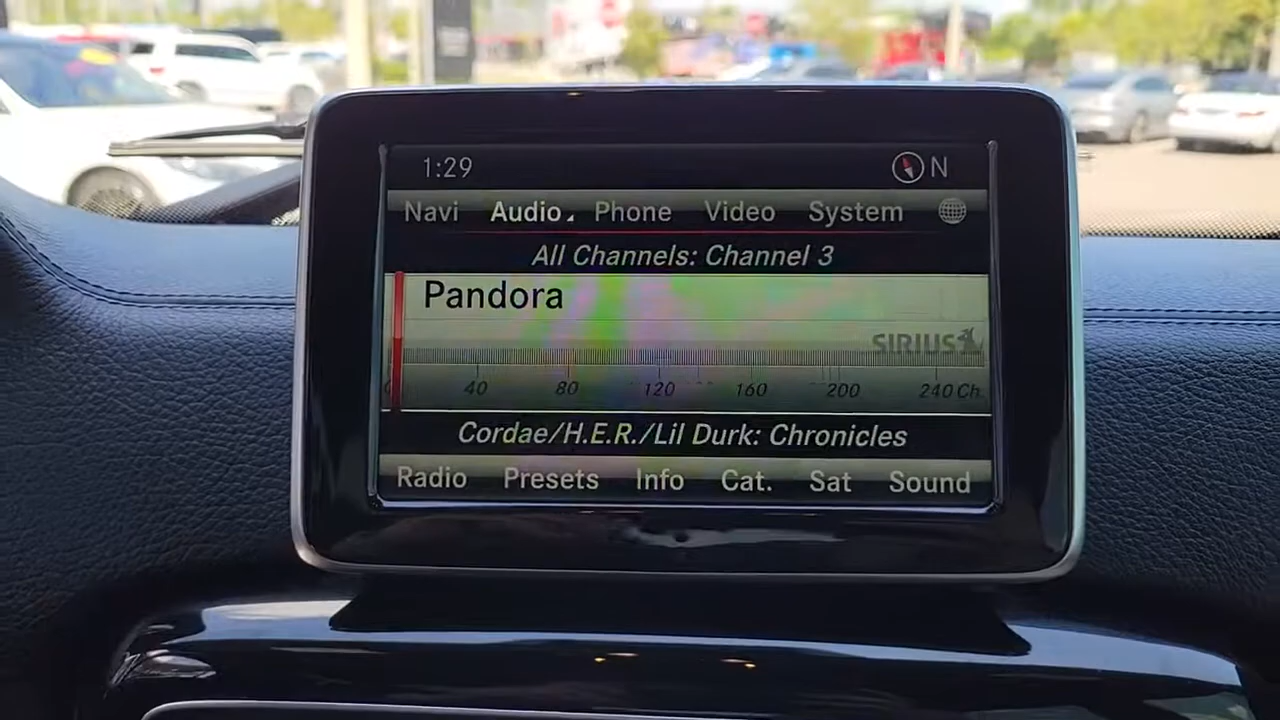 1:29 N
Navi Audio Phone Video System
All Channels: Channel 3
Pandora
SIRIUS
40 80 120 160 200 240 Ch.
Cordae/H.E.R./Lil Durk: Chronicles
Radio Presets Info Cat. Sat Sound